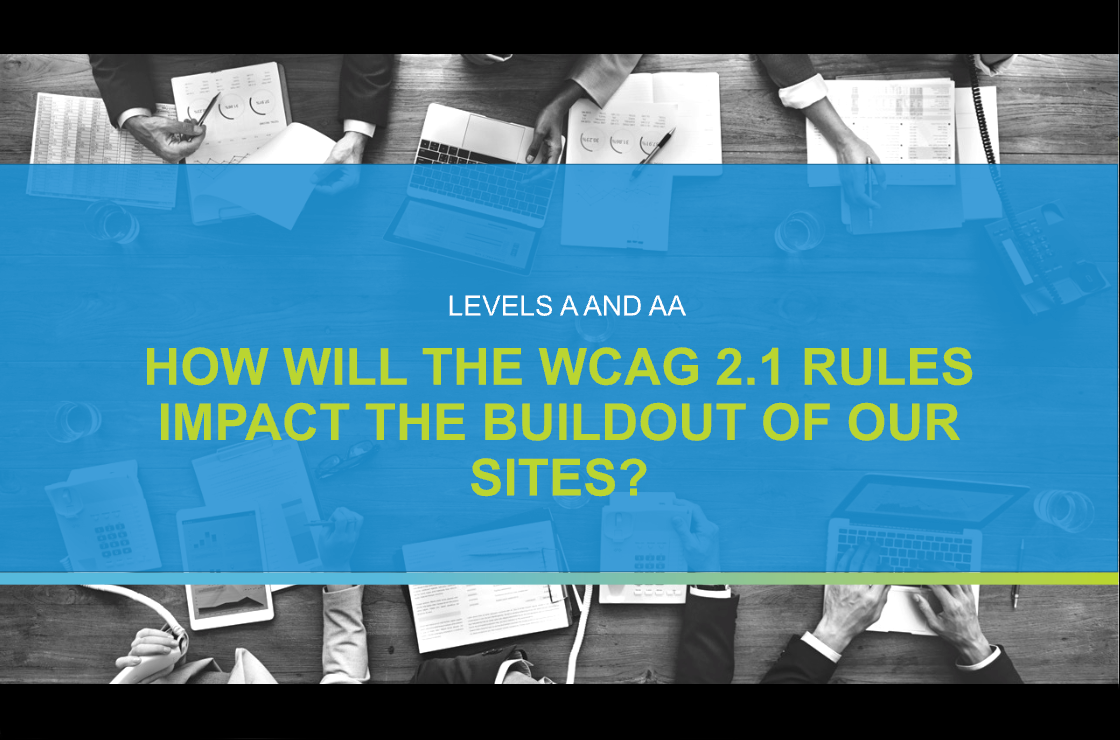 LEVELS A AND AA
HOW WILL THE WCAG 2.1 RULES
IMPACT THE BUILDOUT OF OUR
SITES?